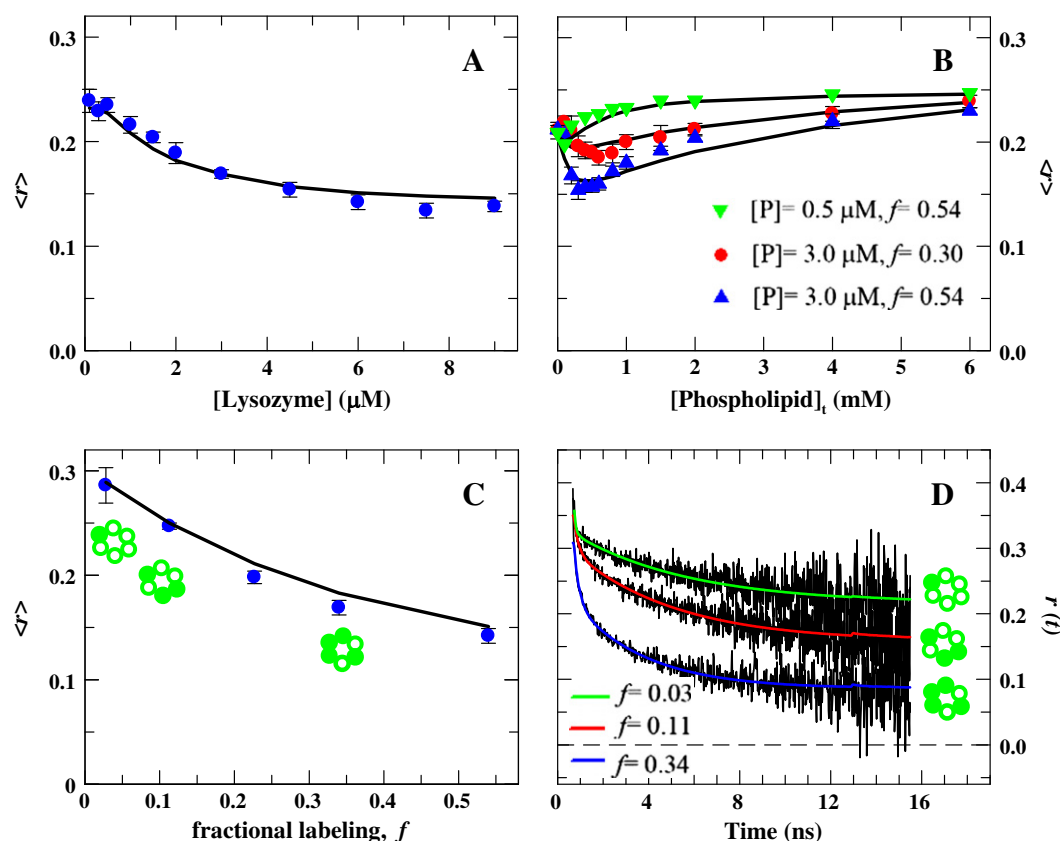 A
<r>
0.3
0.2
0.1
0.0
0 2 4 6 8
[Lysozyme] (μM)
B
<r>
0.3
0.2
0.1
0.0
[P]= 0.5 μM, f= 0.54
[P]= 3.0 μM, f= 0.30
[P]= 3.0 μM, f= 0.54
0 1 2 3 4 5 6
[Phospholipid]t (mM)
C
<r>
0.3
0.2
0.1
0
0 0.1 0.2 0.3 0.4 0.5
fractional labeling, f
D
r (t)
0.4
0.3
0.2
0.1
0.0
f= 0.03
f= 0.11
f= 0.34
0 4 8 12 16
Time (ns)